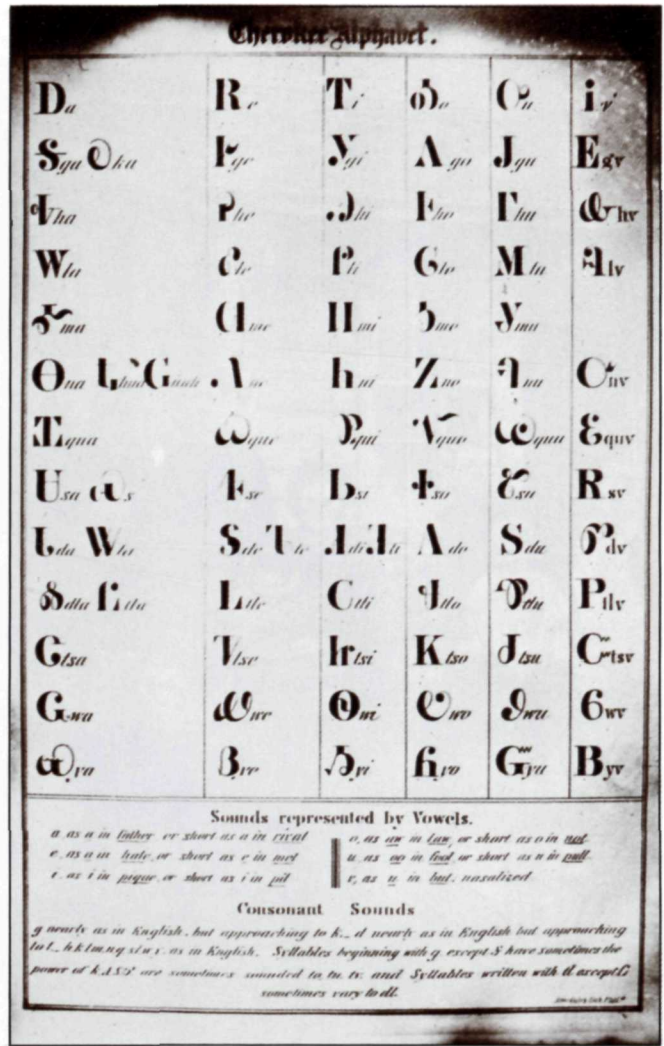 Cherokee Alphabet.
Ꭰa Ꭱe Ꭲi Ꭳo Ꭴu Ꭵv
Ꭶga Ꭷka Ꭸge Ꭹgi Ꭺgo Ꭻgu Ꭼgv
Ꭽha Ꭾhe Ꭿhi Ꮀho Ꮁhu Ꮂhv
Ꮃla Ꮄle Ꮅli Ꮆlo Ꮇlu Ꮈlv
Ꮉma Ꮊme Ꮋmi Ꮌmo Ꮍmu
Ꮎna Ꮏhna Ꮐnah Ꮑne Ꮒni Ꮓno Ꮔnu Ꮕnv
Ꮖqua Ꮗque Ꮘqui Ꮙquo Ꮚquu Ꮛquv
Ꮜsa Ꮝs Ꮞse Ꮟsi Ꮠso Ꮡsu Ꮢsv
Ꮣda Ꮤta Ꮥde Ꮦte Ꮧdi Ꮨti Ꮩdo Ꮪdu Ꮫdv
Ꮬdla Ꮭtla Ꮮtle Ꮯtli Ꮰtlo Ꮱtlu Ꮲtlv
Ꮳtsa Ꮴtse Ꮵtsi Ꮶtso Ꮷtsu Ꮸtsv
Ꮹwa Ꮺwe Ꮻwi Ꮼwo Ꮽwu Ꮾwv
Ꮿya Ᏸye Ᏹyi Ᏺyo Ᏻyu Ᏼyv
Sounds represented by Vowels.
a, as a in father, or short as a in rival
e, as a in hate, or short as e in met
i, as i in pique, or short as i in pit
o, as aw in law, or short as o in not.
u, as oo in fool, or short as u in pull.
v, as u in but, nasalized.
Consonant Sounds
g nearly as in English, but approaching to k._ d nearly as in English but approaching
to t._ h.k.l.m.n.q.s.t.w.y. as in English. Syllables beginning with g. except Ꭶ have sometimes the
power of k. Ꮩ.Ꮪ.Ꮫ are sometimes sounded to, tu, tv. and Syllables written with tl. except Ꮭ
sometimes vary to dl.